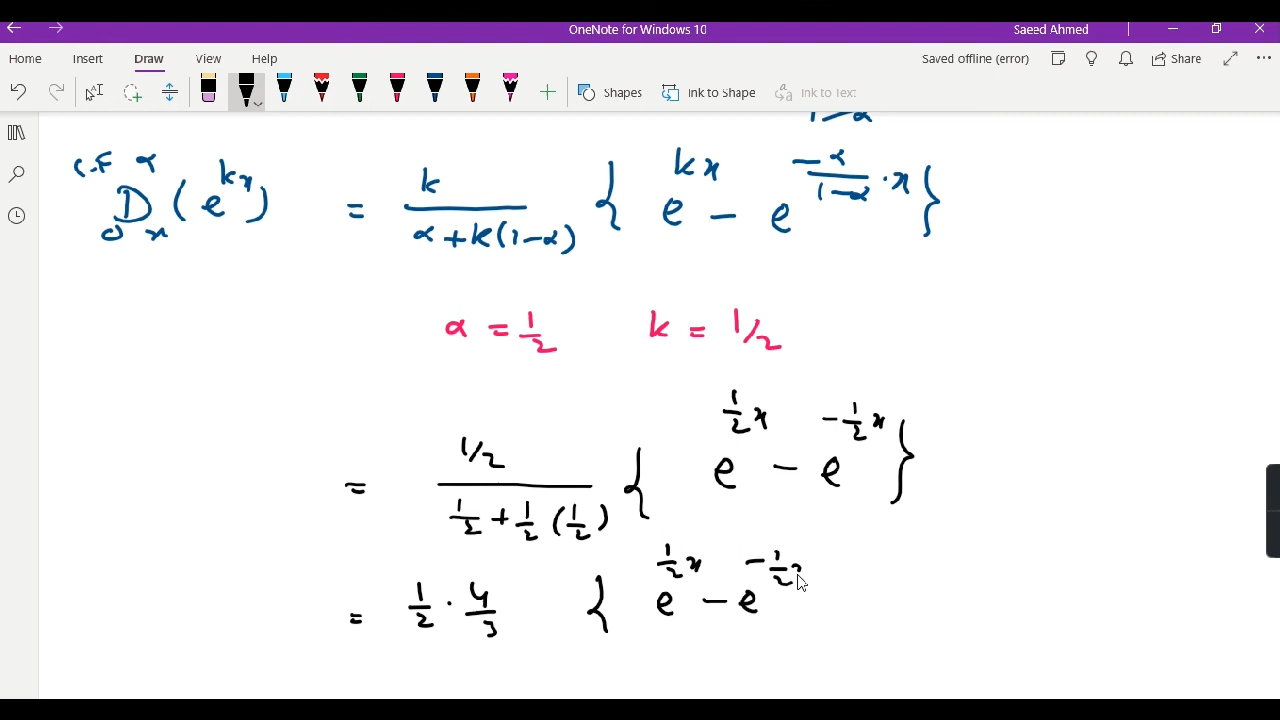 OneNote for Windows 10
Saeed Ahmed
Home Insert Draw View Help
Saved offline (error) Share
Shapes Ink to Shape Ink to Text
1-α
C.F α
D (e^{kx}) = k / (α+k(1-α)) { e^{kx} - e^{-α/(1-α) · x} }
0 x
α = 1/2 k = 1/2
= 1/2 / (1/2 + 1/2 (1/2)) { e^{1/2 x} - e^{-1/2 x} }
= 1/2 · 4/3 { e^{1/2 x} - e^{-1/2